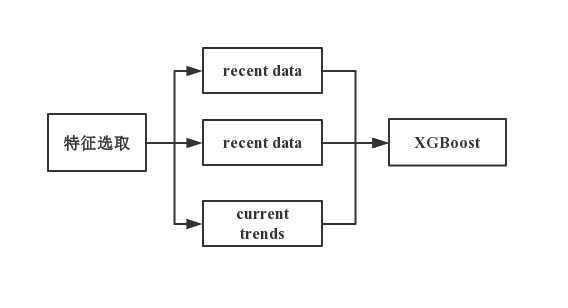 recent data
特征选取
recent data
XGBoost
current
trends